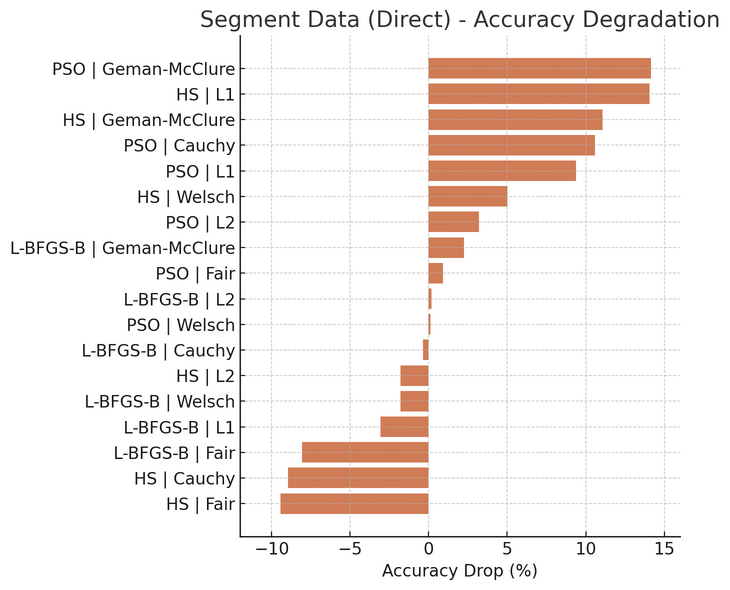 Segment Data (Direct) - Accuracy Degradation
PSO | Geman-McClure
HS | L1
HS | Geman-McClure
PSO | Cauchy
PSO | L1
HS | Welsch
PSO | L2
L-BFGS-B | Geman-McClure
PSO | Fair
L-BFGS-B | L2
PSO | Welsch
L-BFGS-B | Cauchy
HS | L2
L-BFGS-B | Welsch
L-BFGS-B | L1
L-BFGS-B | Fair
HS | Cauchy
HS | Fair
−10 −5 0 5 10 15
Accuracy Drop (%)